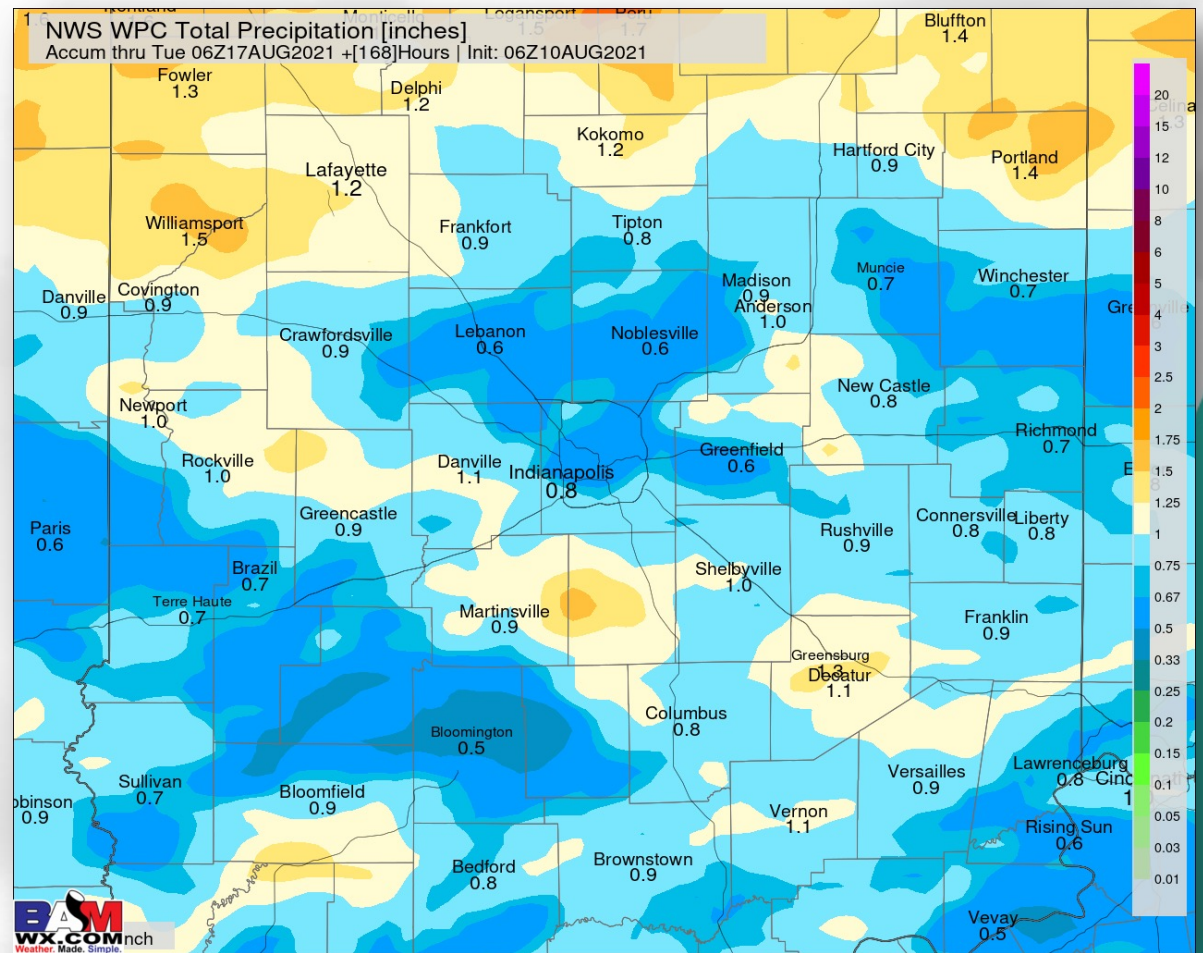 NWS WPC Total Precipitation [inches]
Accum thru Tue 06Z17AUG2021 +[168]Hours | Init: 06Z10AUG2021
1.6
Monticello
Logansport
1.5
Peru
1.7
Bluffton
1.4
Fowler
1.3
Delphi
1.2
Kokomo
1.2
Hartford City
0.9
Portland
1.4
Lafayette
1.2
Williamsport
1.5
Frankfort
0.9
Tipton
0.8
Muncie
0.7
Winchester
0.7
Madison
0.9
Anderson
1.0
Danville
0.9
Covington
0.9
Crawfordsville
0.9
Lebanon
0.6
Noblesville
0.6
New Castle
0.8
Newport
1.0
Richmond
0.7
Rockville
1.0
Danville
1.1
Indianapolis
0.8
Greenfield
0.6
Paris
0.6
Greencastle
0.9
Rushville
0.9
Connersville
0.8
Liberty
0.8
Brazil
0.7
Shelbyville
1.0
Terre Haute
0.7
Martinsville
0.9
Franklin
0.9
Greensburg
1.3
Decatur
1.1
Columbus
0.8
Bloomington
0.5
Sullivan
0.7
Bloomfield
0.9
Versailles
0.9
Lawrenceburg
0.8
obinson
0.9
Vernon
1.1
Rising Sun
0.6
Bedford
0.8
Brownstown
0.9
Vevay
0.5
20
15
12
10
8
6
5
4
3
2.5
2
1.75
1.5
1.25
1
0.75
0.67
0.5
0.33
0.25
0.2
0.15
0.1
0.05
0.03
0.01
BAM
WX.COM
Weather. Made. Simple.
nch